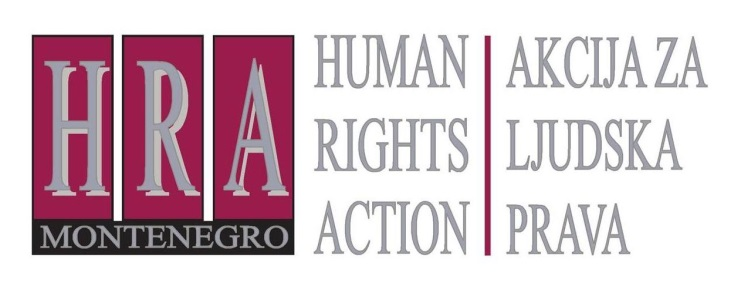 HRA
MONTENEGRO
HUMAN
RIGHTS
ACTION
AKCIJA ZA
LJUDSKA
PRAVA